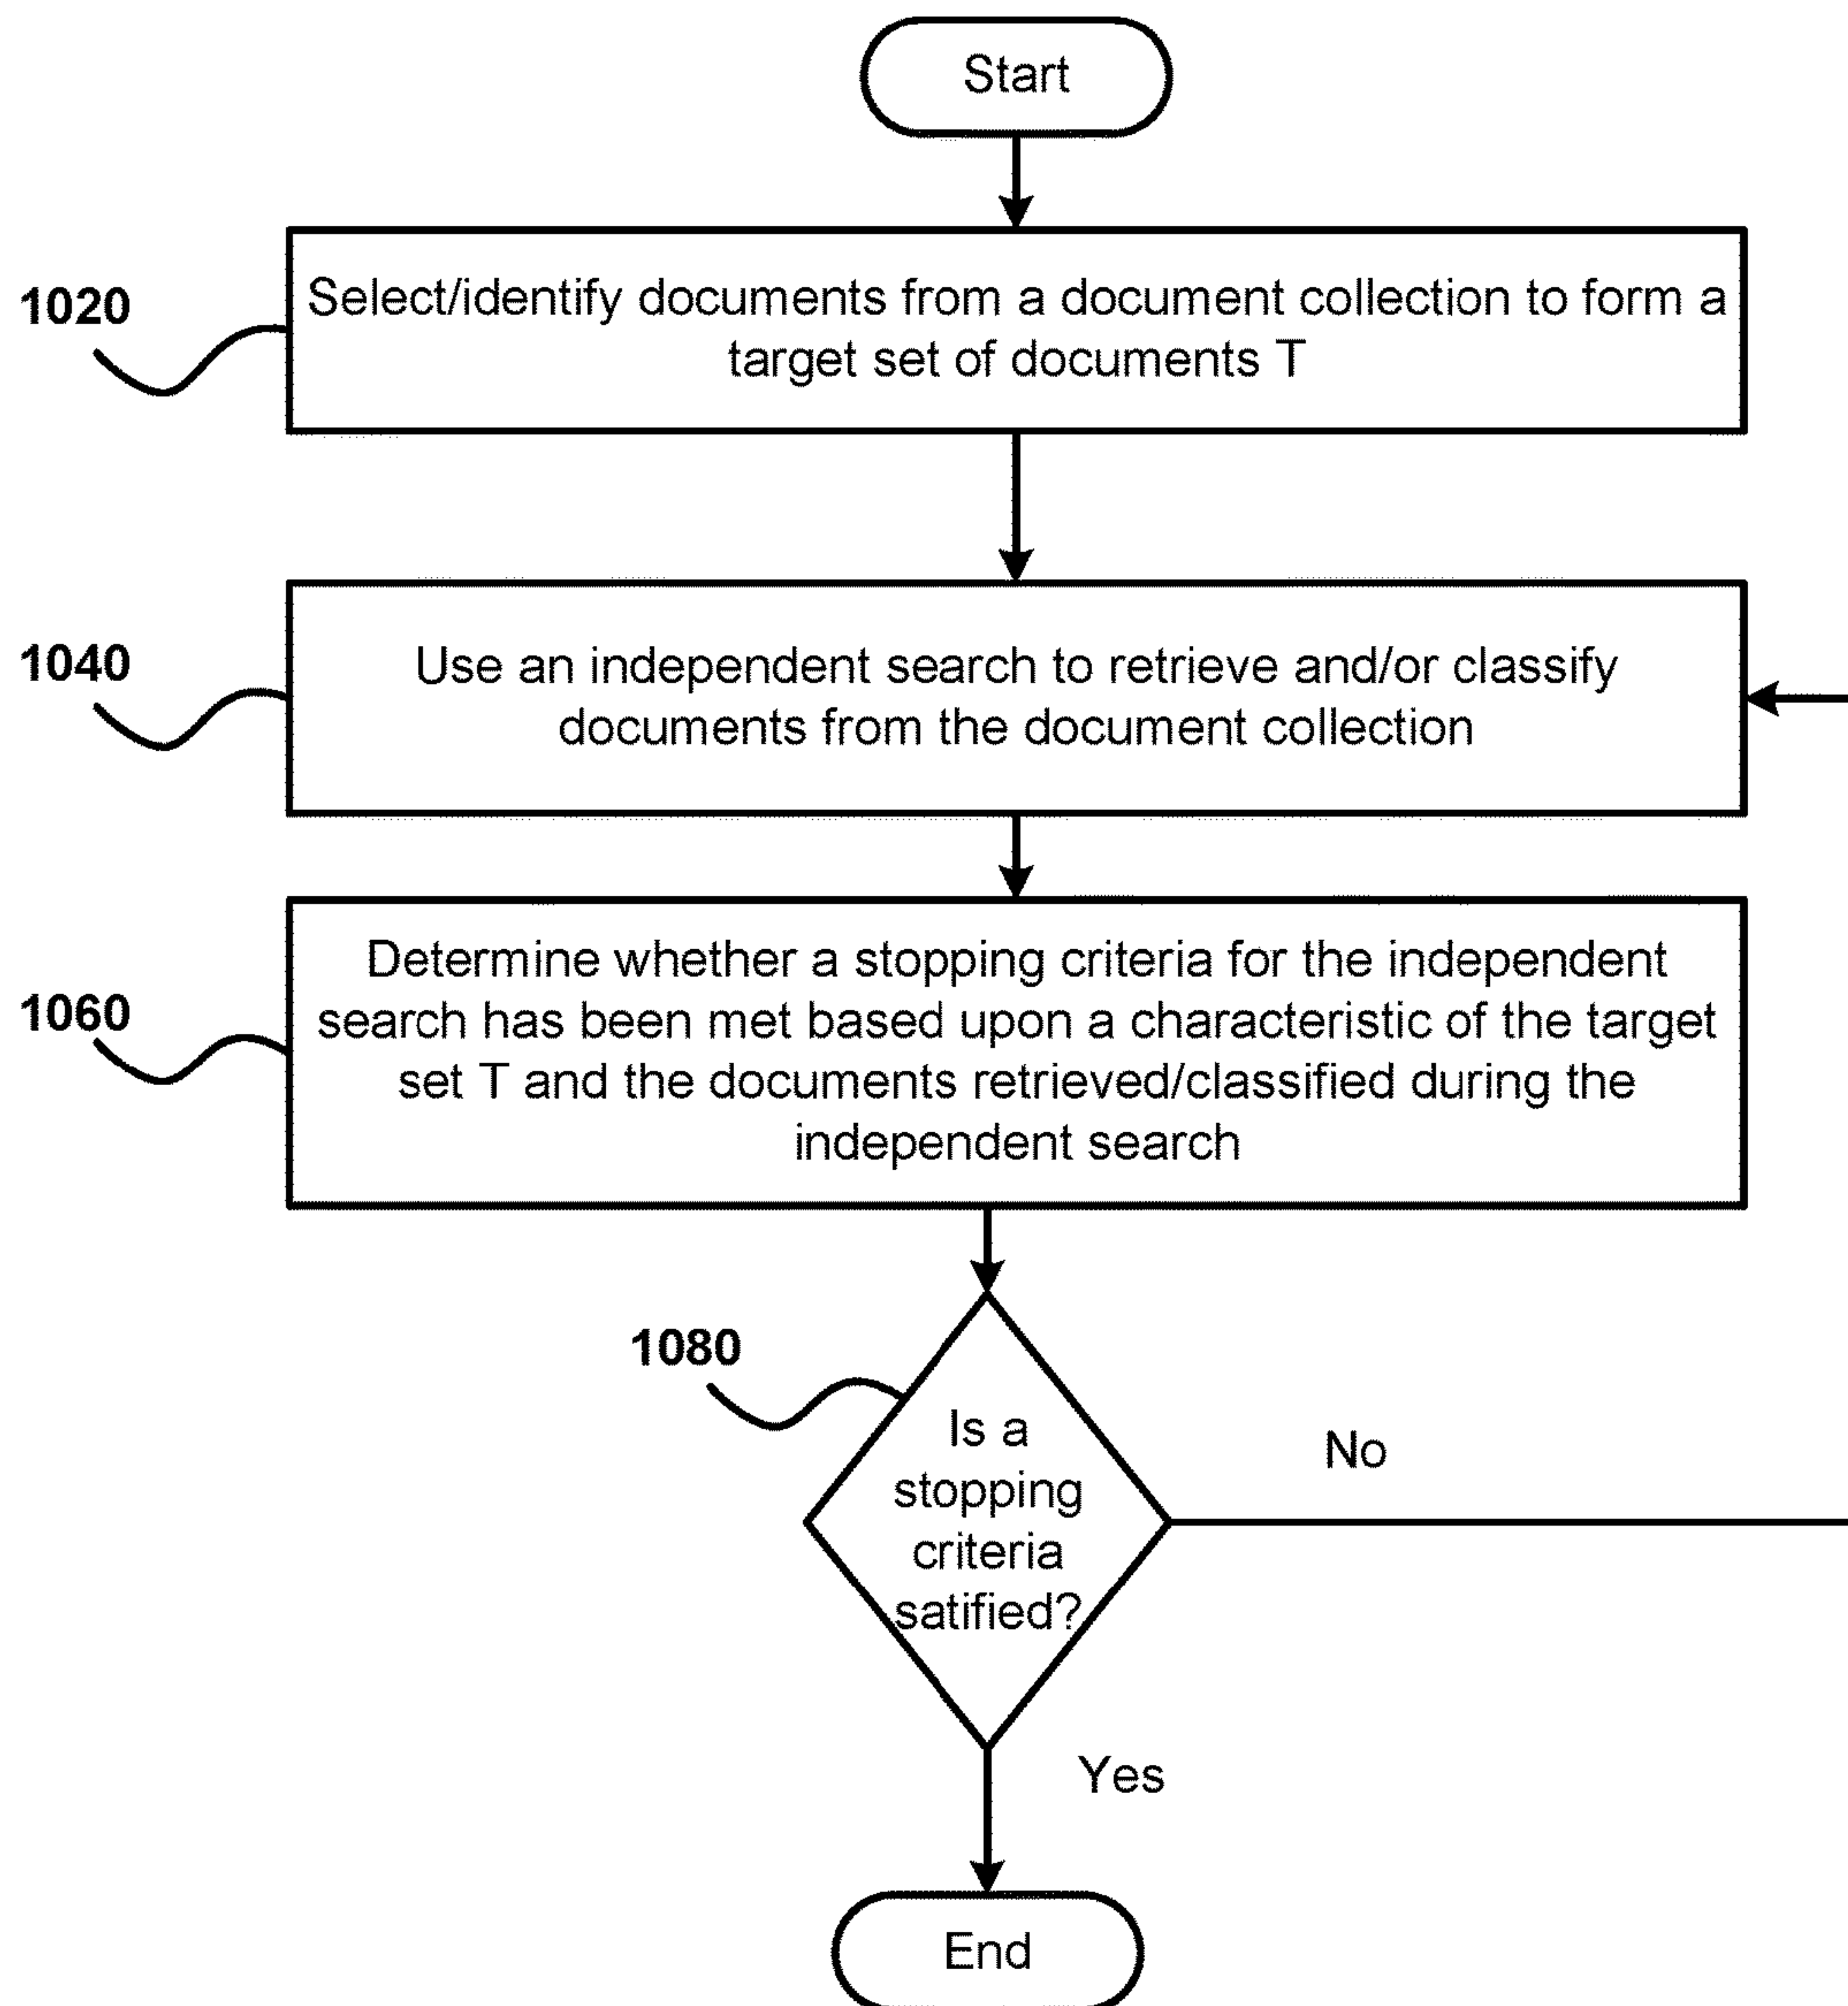 Start
1020
Select/identify documents from a document collection to form a
target set of documents T
1040
Use an independent search to retrieve and/or classify
documents from the document collection
1060
Determine whether a stopping criteria for the independent
search has been met based upon a characteristic of the target
set T and the documents retrieved/classified during the
independent search
1080
Is a
stopping
criteria
satified?
No
Yes
End